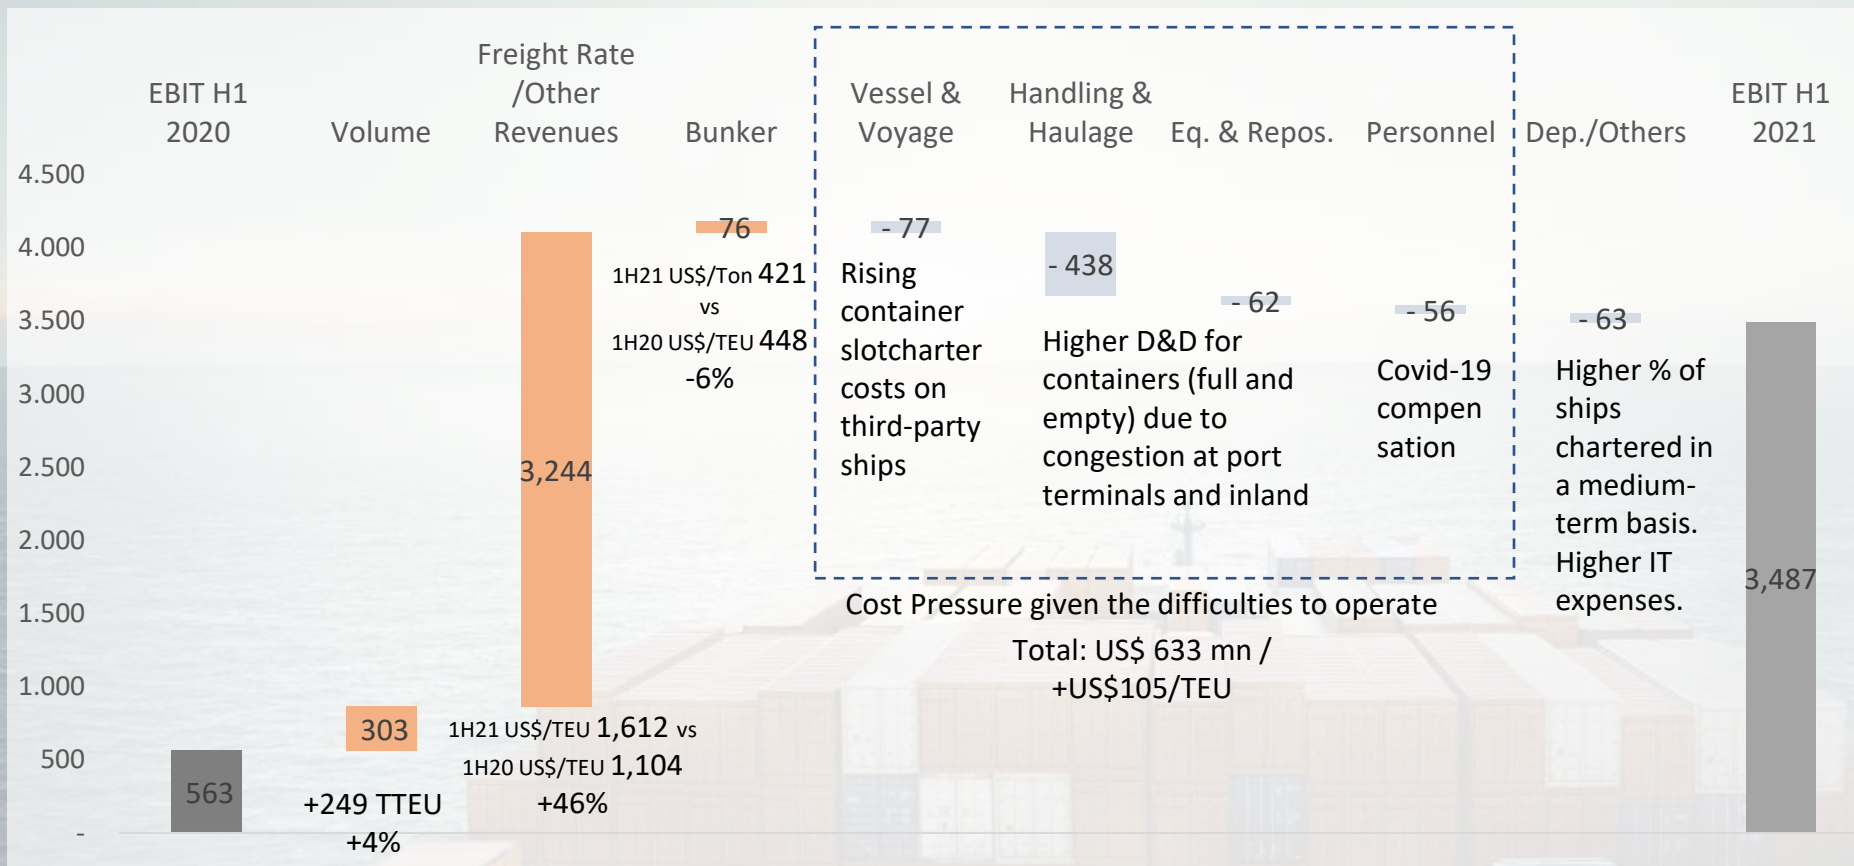 EBIT H1
2020
Volume
Freight Rate
/Other
Revenues
Bunker
Vessel &
Voyage
Handling &
Haulage
Eq. & Repos.
Personnel
Dep./Others
EBIT H1
2021
4.500
4.000
3.500
3.000
2.500
2.000
1.500
1.000
500
-
563
303
+249 TTEU
+4%
3,244
1H21 US$/TEU 1,612 vs
1H20 US$/TEU 1,104
+46%
76
1H21 US$/Ton 421
vs
1H20 US$/TEU 448
-6%
- 77
Rising
container
slotcharter
costs on
third-party
ships
- 438
Higher D&D for
containers (full and
empty) due to
congestion at port
terminals and inland
- 62
- 56
Covid-19
compen
sation
- 63
Higher % of
ships
chartered in
a medium-
term basis.
Higher IT
expenses.
3,487
Cost Pressure given the difficulties to operate
Total: US$ 633 mn /
+US$105/TEU